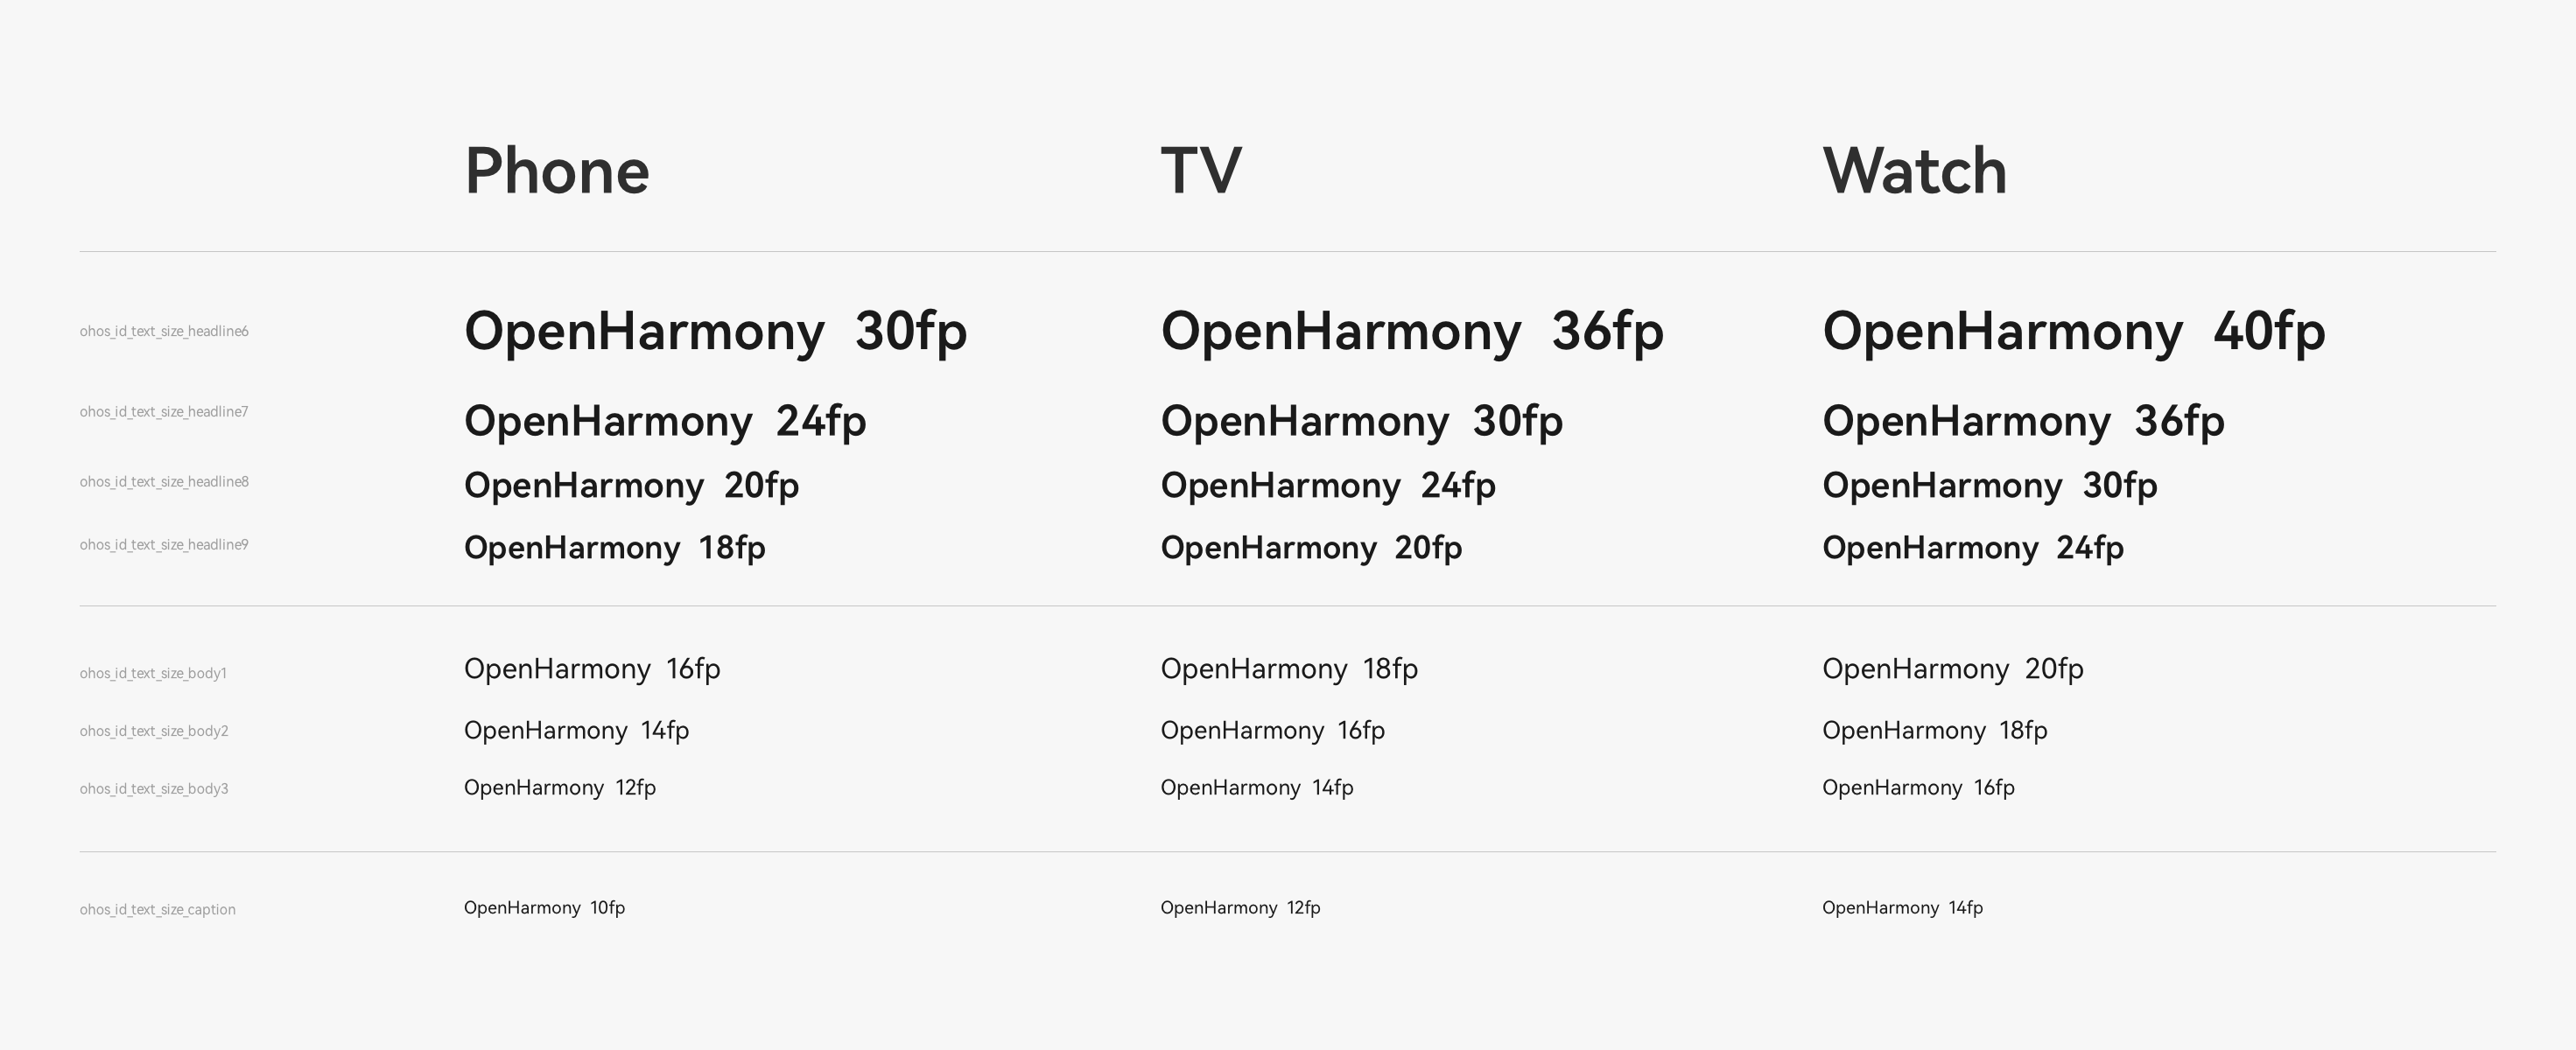 Phone TV Watch
ohos_id_text_size_headline6 OpenHarmony 30fp OpenHarmony 36fp OpenHarmony 40fp
ohos_id_text_size_headline7 OpenHarmony 24fp OpenHarmony 30fp OpenHarmony 36fp
ohos_id_text_size_headline8 OpenHarmony 20fp OpenHarmony 24fp OpenHarmony 30fp
ohos_id_text_size_headline9 OpenHarmony 18fp OpenHarmony 20fp OpenHarmony 24fp
ohos_id_text_size_body1 OpenHarmony 16fp OpenHarmony 18fp OpenHarmony 20fp
ohos_id_text_size_body2 OpenHarmony 14fp OpenHarmony 16fp OpenHarmony 18fp
ohos_id_text_size_body3 OpenHarmony 12fp OpenHarmony 14fp OpenHarmony 16fp
ohos_id_text_size_caption OpenHarmony 10fp OpenHarmony 12fp OpenHarmony 14fp